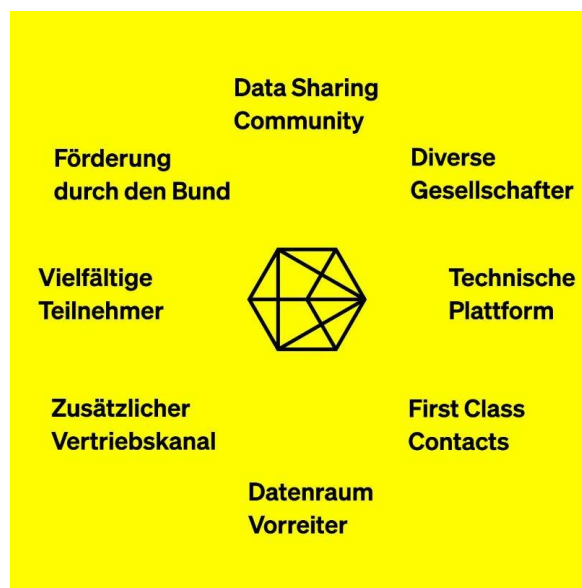 Data Sharing
Community
Förderung
durch den Bund
Diverse
Gesellschafter
Vielfältige
Teilnehmer
Technische
Plattform
Zusätzlicher
Vertriebskanal
First Class
Contacts
Datenraum
Vorreiter